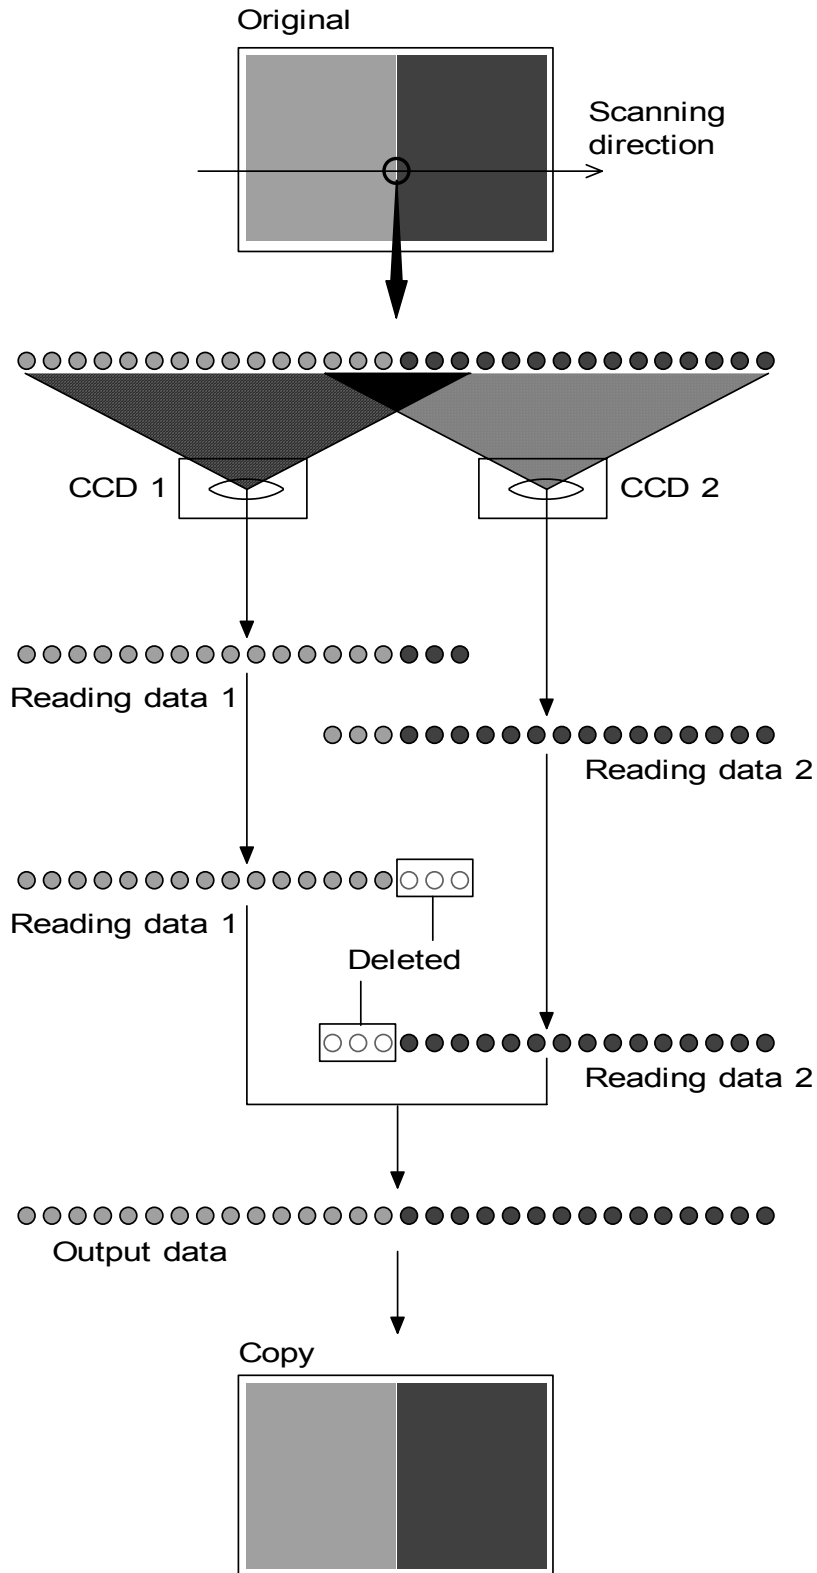 Original
Scanning
direction
CCD 1
CCD 2
Reading data 1
Reading data 2
Reading data 1
Deleted
Reading data 2
Output data
Copy